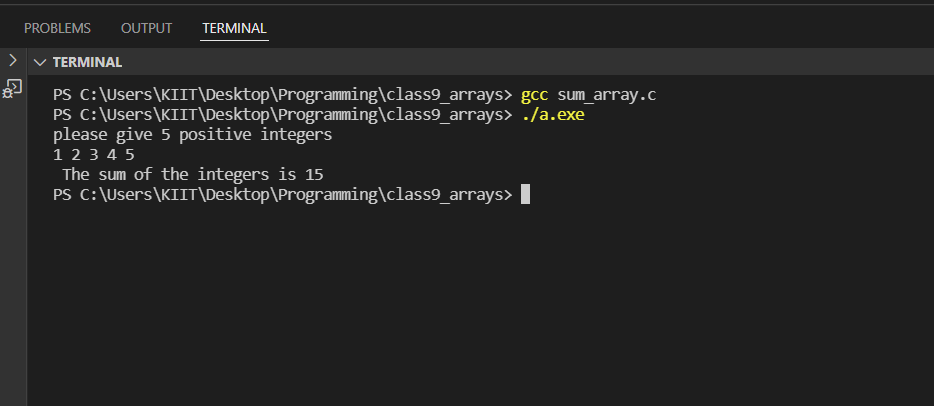 PROBLEMS OUTPUT TERMINAL
TERMINAL
PS C:\Users\KIIT\Desktop\Programming\class9_arrays> gcc sum_array.c
PS C:\Users\KIIT\Desktop\Programming\class9_arrays> ./a.exe
please give 5 positive integers
1 2 3 4 5
 The sum of the integers is 15
PS C:\Users\KIIT\Desktop\Programming\class9_arrays>